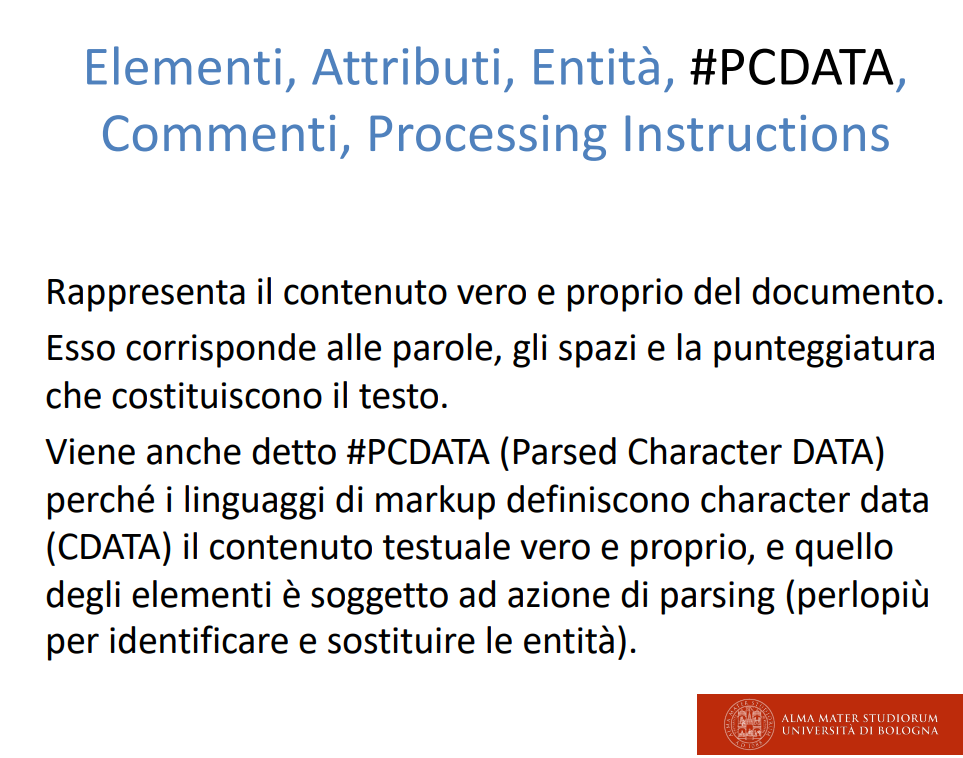 Elementi, Attributi, Entità, #PCDATA,
Commenti, Processing Instructions
Rappresenta il contenuto vero e proprio del documento.
Esso corrisponde alle parole, gli spazi e la punteggiatura
che costituiscono il testo.
Viene anche detto #PCDATA (Parsed Character DATA)
perché i linguaggi di markup definiscono character data
(CDATA) il contenuto testuale vero e proprio, e quello
degli elementi è soggetto ad azione di parsing (perlopiù
per identificare e sostituire le entità).
ALMA MATER STUDIORUM
UNIVERSITÀ DI BOLOGNA